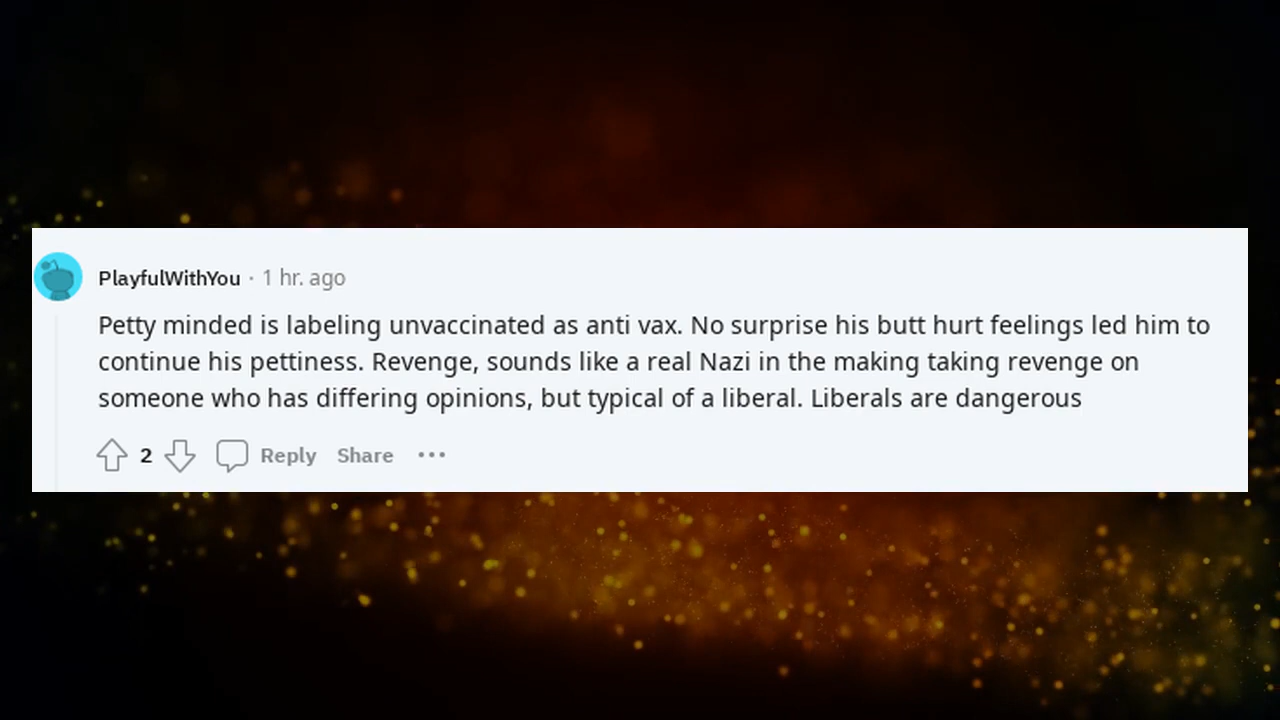 PlayfulWithYou · 1 hr. ago
Petty minded is labeling unvaccinated as anti vax. No surprise his butt hurt feelings led him to
continue his pettiness. Revenge, sounds like a real Nazi in the making taking revenge on
someone who has differing opinions, but typical of a liberal. Liberals are dangerous
2 Reply Share ···